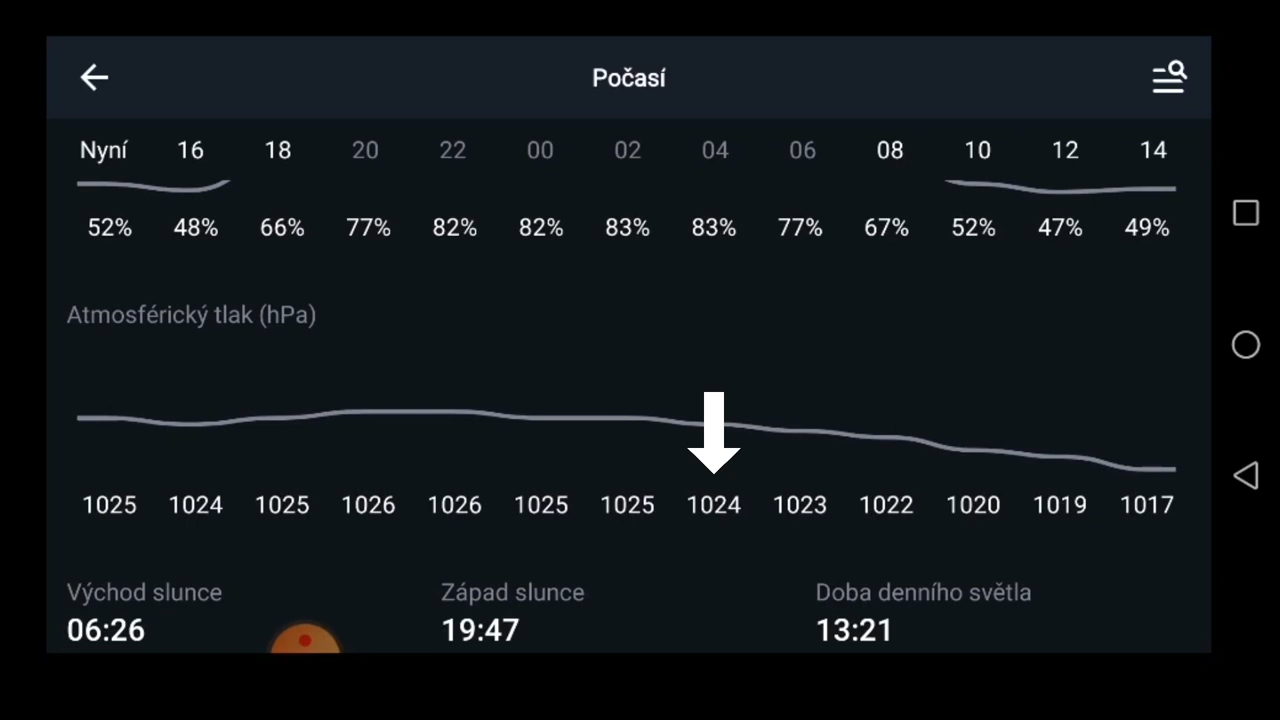 Počasí
Nyní 16 18 20 22 00 02 04 06 08 10 12 14
52% 48% 66% 77% 82% 82% 83% 83% 77% 67% 52% 47% 49%
Atmosférický tlak (hPa)
1025 1024 1025 1026 1026 1025 1025 1024 1023 1022 1020 1019 1017
Východ slunce Západ slunce Doba denního světla
06:26 19:47 13:21